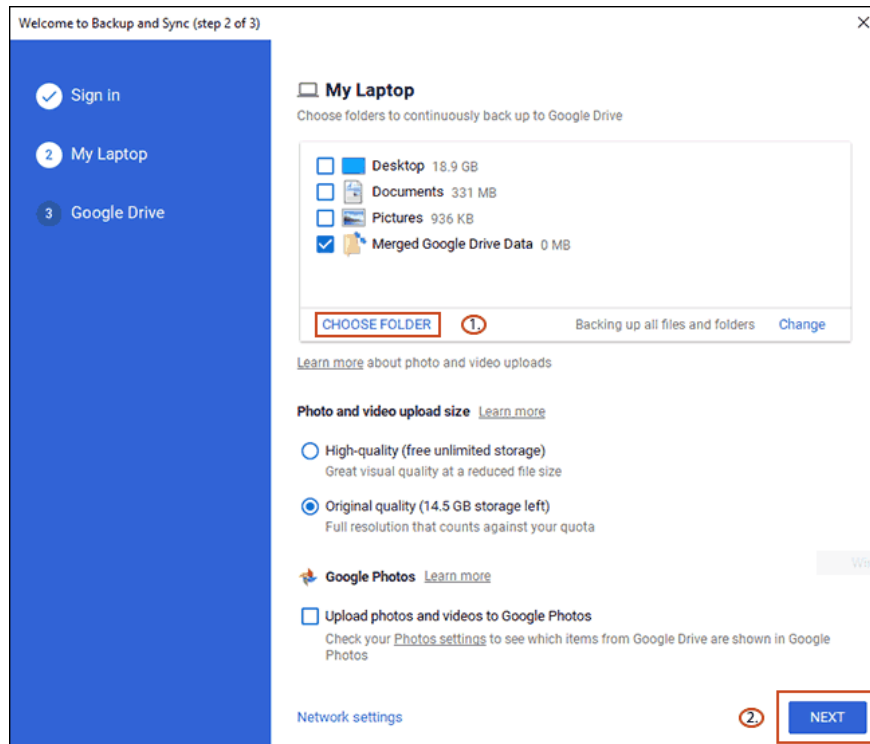 Welcome to Backup and Sync (step 2 of 3)
Sign in
2 My Laptop
3 Google Drive
My Laptop
Choose folders to continuously back up to Google Drive
Desktop 18.9 GB
Documents 331 MB
Pictures 936 KB
Merged Google Drive Data 0 MB
CHOOSE FOLDER 1. Backing up all files and folders Change
Learn more about photo and video uploads
Photo and video upload size Learn more
High-quality (free unlimited storage)
Great visual quality at a reduced file size
Original quality (14.5 GB storage left)
Full resolution that counts against your quota
Google Photos Learn more
Upload photos and videos to Google Photos
Check your Photos settings to see which items from Google Drive are shown in Google
Photos
Network settings 2. NEXT